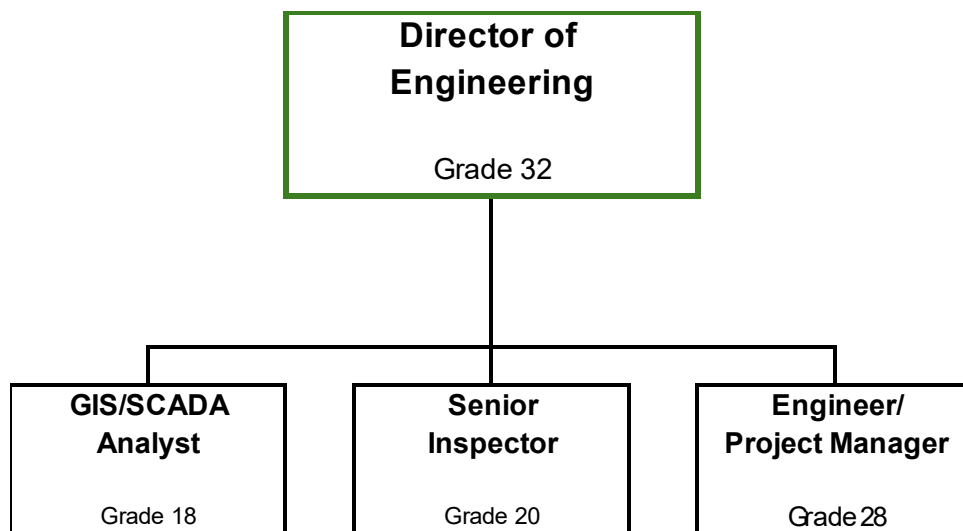 Director of
Engineering
Grade 32
GIS/SCADA
Analyst
Grade 18
Senior
Inspector
Grade 20
Engineer/
Project Manager
Grade 28